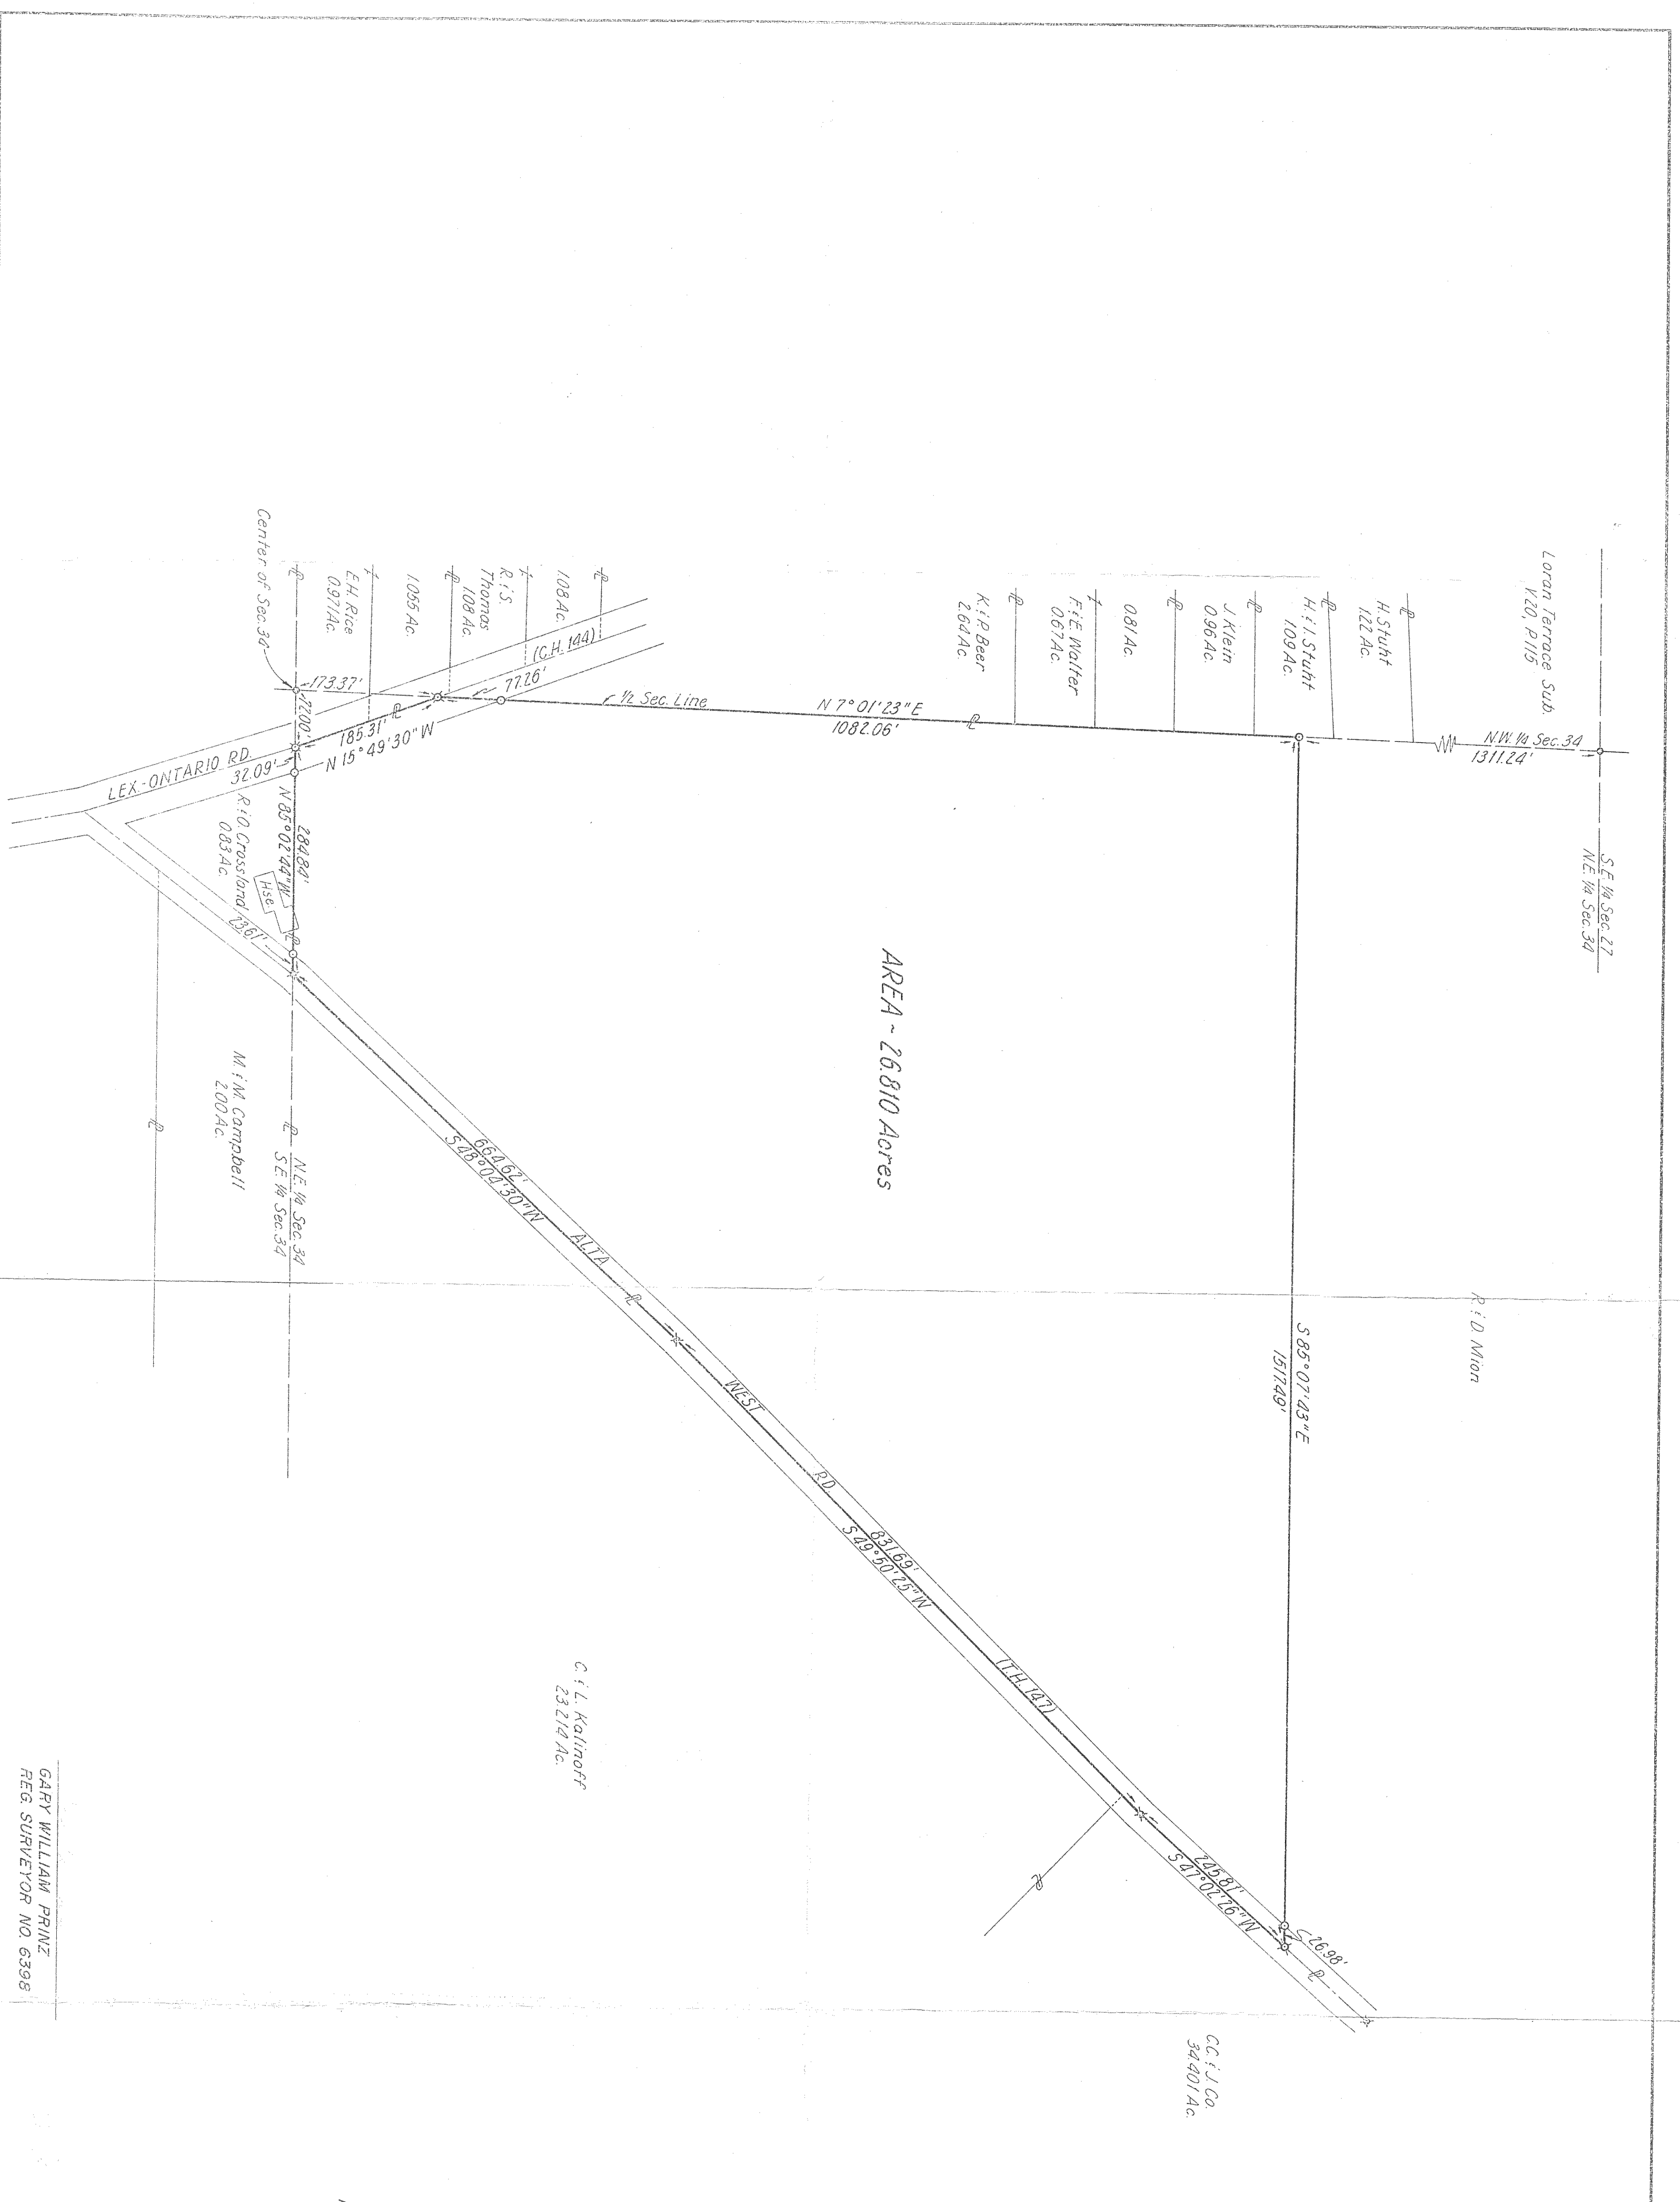 Loran Terrace Sub.
V.20, P.115
S.E. 1/4 Sec. 27
N.E. 1/4 Sec. 34
N.W. 1/4 Sec. 34
1311.24'
R. & D. Mion
H. Stuht
1.22 Ac.
H. & I. Stuht
1.09 Ac.
J. Klein
0.96 Ac.
0.81 Ac.
F. & E. Walter
0.67 Ac.
K. & P. Beer
2.64 Ac.
S 85° 07' 43" E
1517.49'
26.98'
C.C. & J. Co.
34.401 Ac.
N 7° 01' 23" E
1082.06'
1/2 Sec. Line
AREA ~ 26.810 Acres
245.81'
S 47° 02' 26" W
(T.H. 147)
831.69'
S 49° 50' 25" W
RD.
WEST
ALTA
664.62'
S 48° 04' 30" W
C. & L. Kalinoff
23.214 Ac.
(C.H. 144)
77.26'
1.08 Ac.
R. & S.
Thomas
1.08 Ac.
1.055 Ac.
E.H. Rice
0.971 Ac.
Center of Sec. 34
173.37'
72.00'
185.31'
N 15° 49' 30" W
32.09'
LEX.-ONTARIO RD.
284.84'
N 85° 02' 44" W
Hse.
23.61'
R. & O. Crossland
0.83 Ac.
N.E. 1/4 Sec. 34
S.E. 1/4 Sec. 34
M. & M. Campbell
2.00 Ac.
GARY WILLIAM PRINZ
REG. SURVEYOR NO. 6398